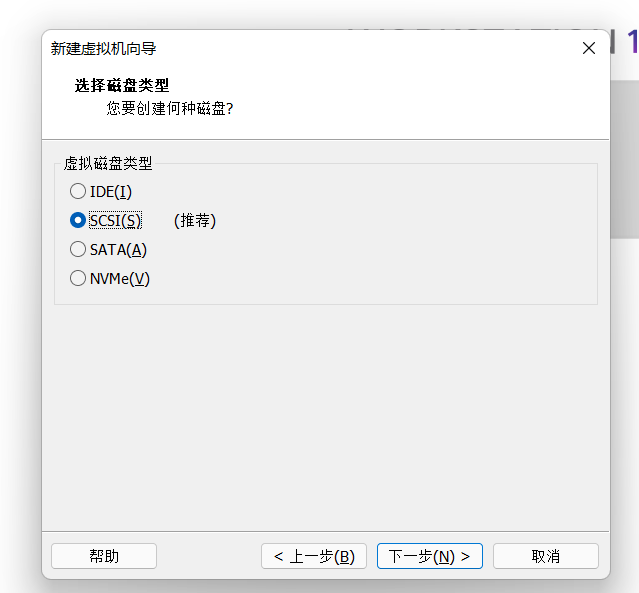 新建虚拟机向导
选择磁盘类型
您要创建何种磁盘?
虚拟磁盘类型
IDE(I)
SCSI(S) (推荐)
SATA(A)
NVMe(V)
帮助 < 上一步(B) 下一步(N) > 取消